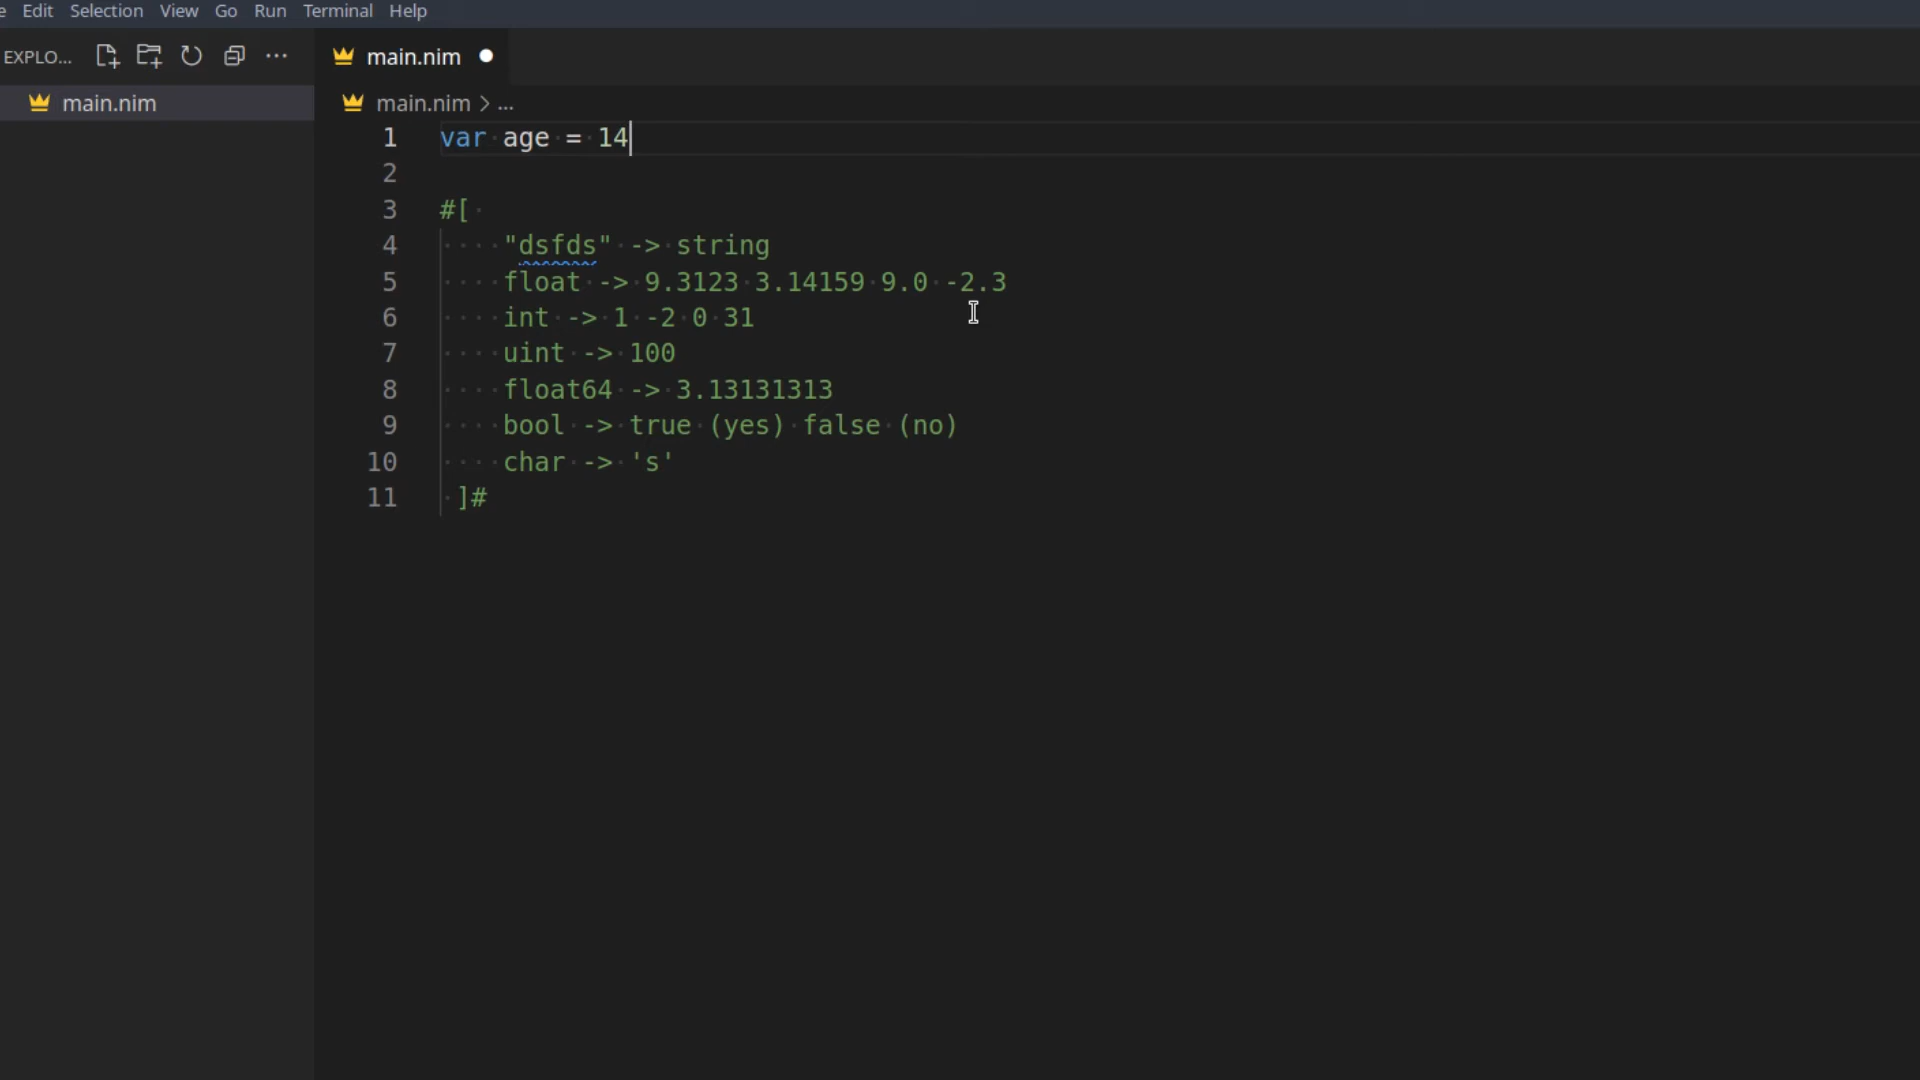 Edit Selection View Go Run Terminal Help
EXPLO... main.nim
main.nim main.nim > ...
1 var age = 14
2
3 #[
4 "dsfds" -> string
5 float -> 9.3123 3.14159 9.0 -2.3
6 int -> 1 -2 0 31
7 uint -> 100
8 float64 -> 3.13131313
9 bool -> true (yes) false (no)
10 char -> 's'
11 ]#